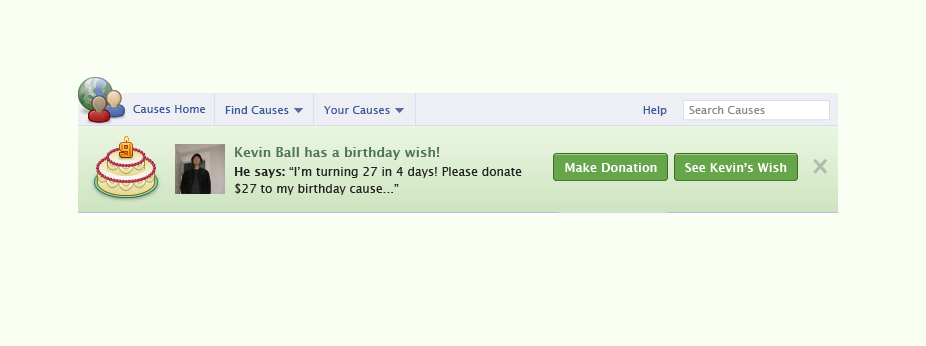 Causes Home Find Causes Your Causes Help Search Causes
Kevin Ball has a birthday wish!
He says: “I’m turning 27 in 4 days! Please donate
$27 to my birthday cause...”
Make Donation See Kevin’s Wish